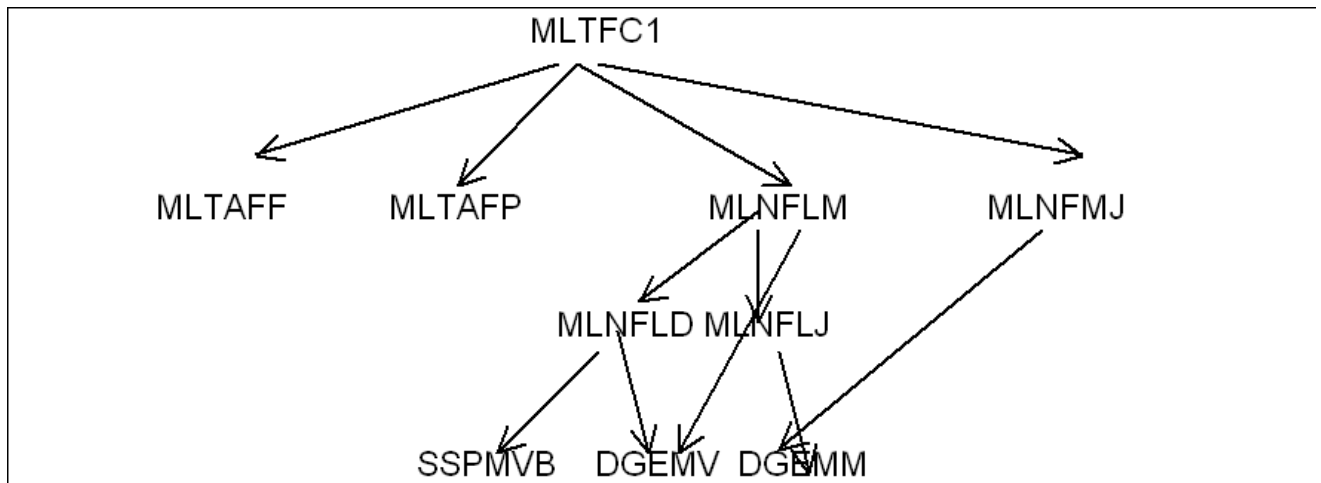 MLTFC1
MLTAFF MLTAFP MLNFLM MLNFMJ
MLNFLD MLNFLJ
SSPMVB DGEMV DGEMM